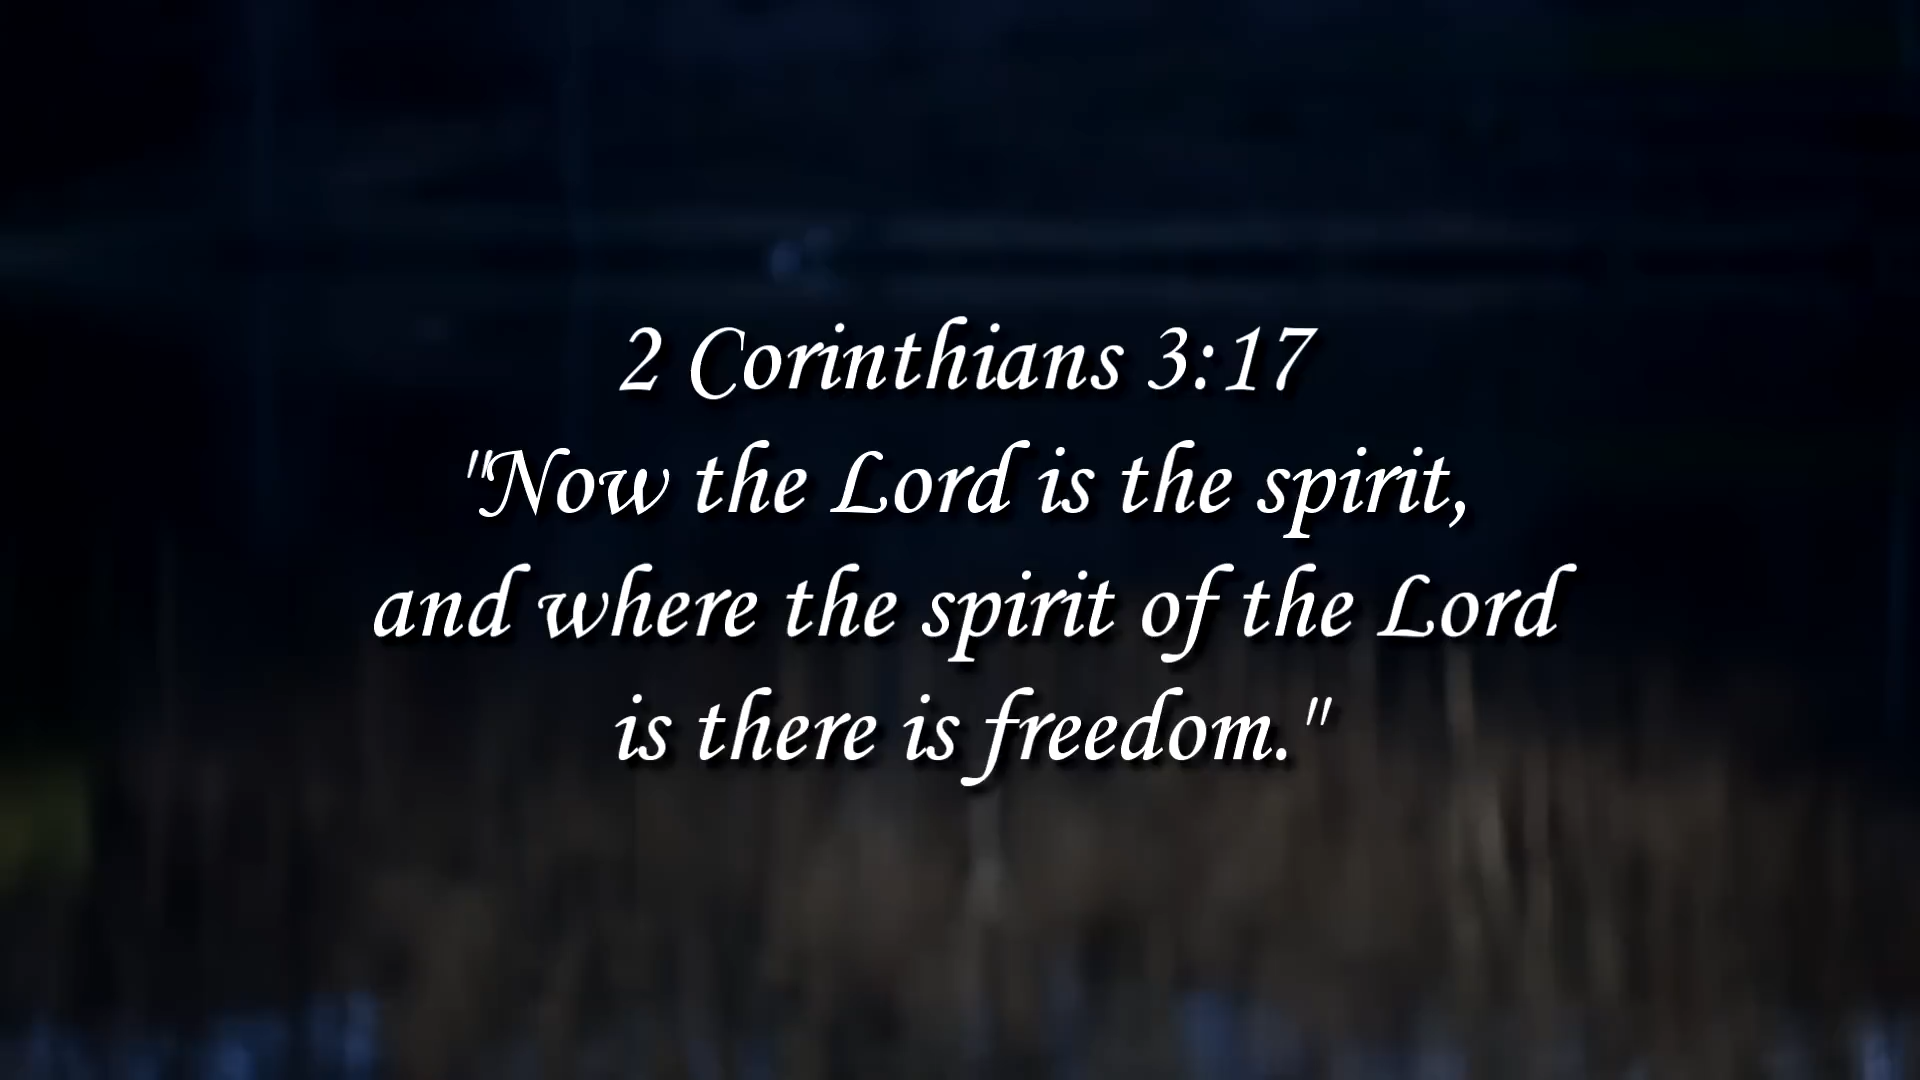 2 Corinthians 3:17
"Now the Lord is the spirit,
and where the spirit of the Lord
is there is freedom."